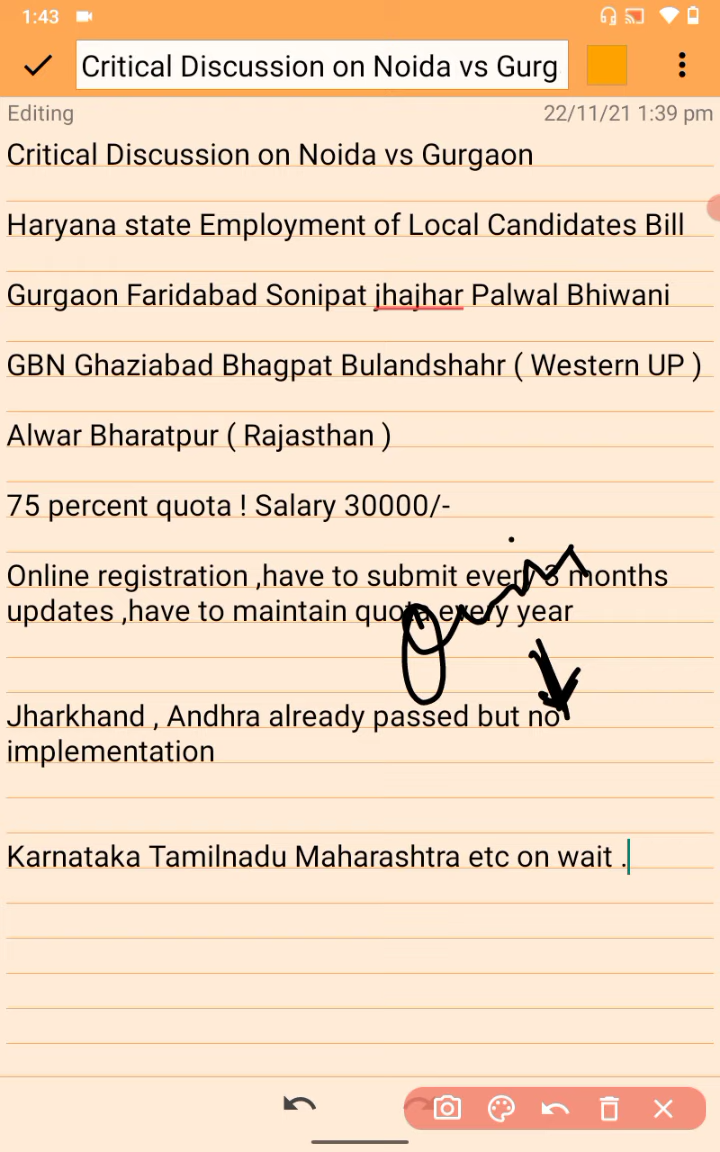 1:43
Critical Discussion on Noida vs Gurg
Editing
22/11/21 1:39 pm
Critical Discussion on Noida vs Gurgaon
Haryana state Employment of Local Candidates Bill
Gurgaon Faridabad Sonipat jhajhar Palwal Bhiwani
GBN Ghaziabad Bhagpat Bulandshahr ( Western UP )
Alwar Bharatpur ( Rajasthan )
75 percent quota ! Salary 30000/-
Online registration ,have to submit every 3 months
updates ,have to maintain quota every year
Jharkhand , Andhra already passed but no
implementation
Karnataka Tamilnadu Maharashtra etc on wait .